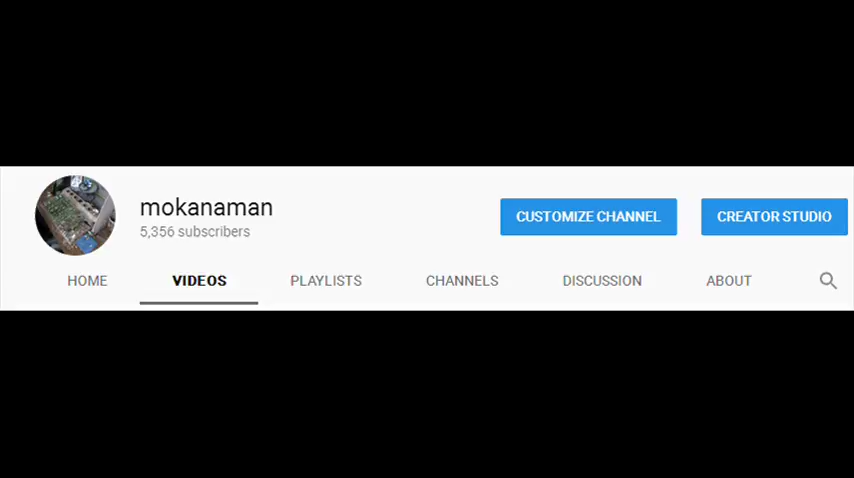 mokanaman
5,356 subscribers
CUSTOMIZE CHANNEL
CREATOR STUDIO
HOME VIDEOS PLAYLISTS CHANNELS DISCUSSION ABOUT